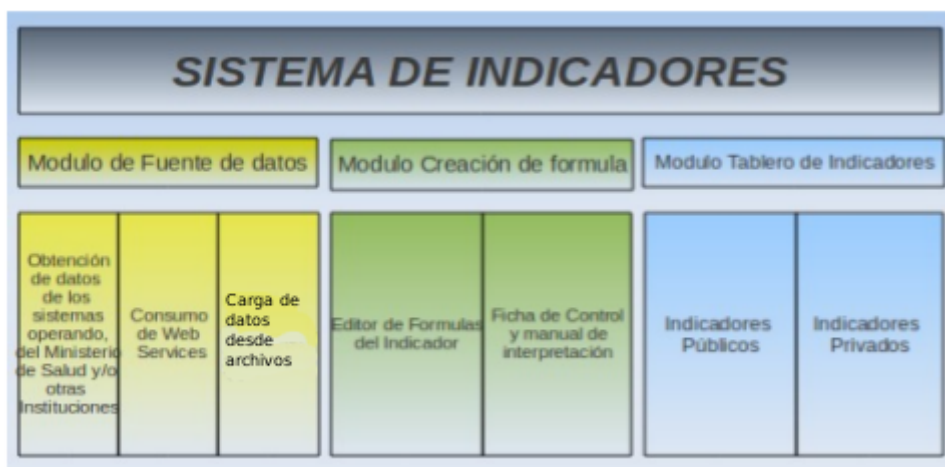 SISTEMA DE INDICADORES
Modulo de Fuente de datos
Modulo Creación de formula
Modulo Tablero de Indicadores
Obtención
de datos
de los
sistemas
operando,
del Ministerio
de Salud y/o
otras
Instituciones
Consumo
de Web
Services
Carga de
datos
desde
archivos
Editor de Formulas
del Indicador
Ficha de Control
y manual de
interpretación
Indicadores
Públicos
Indicadores
Privados